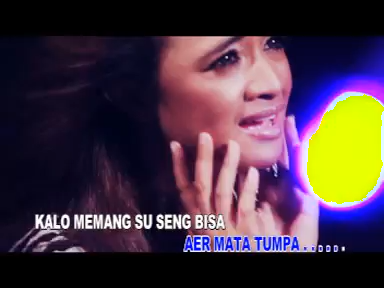 KALO MEMANG SU SENG BISA
AER MATA TUMPA . . . . . .